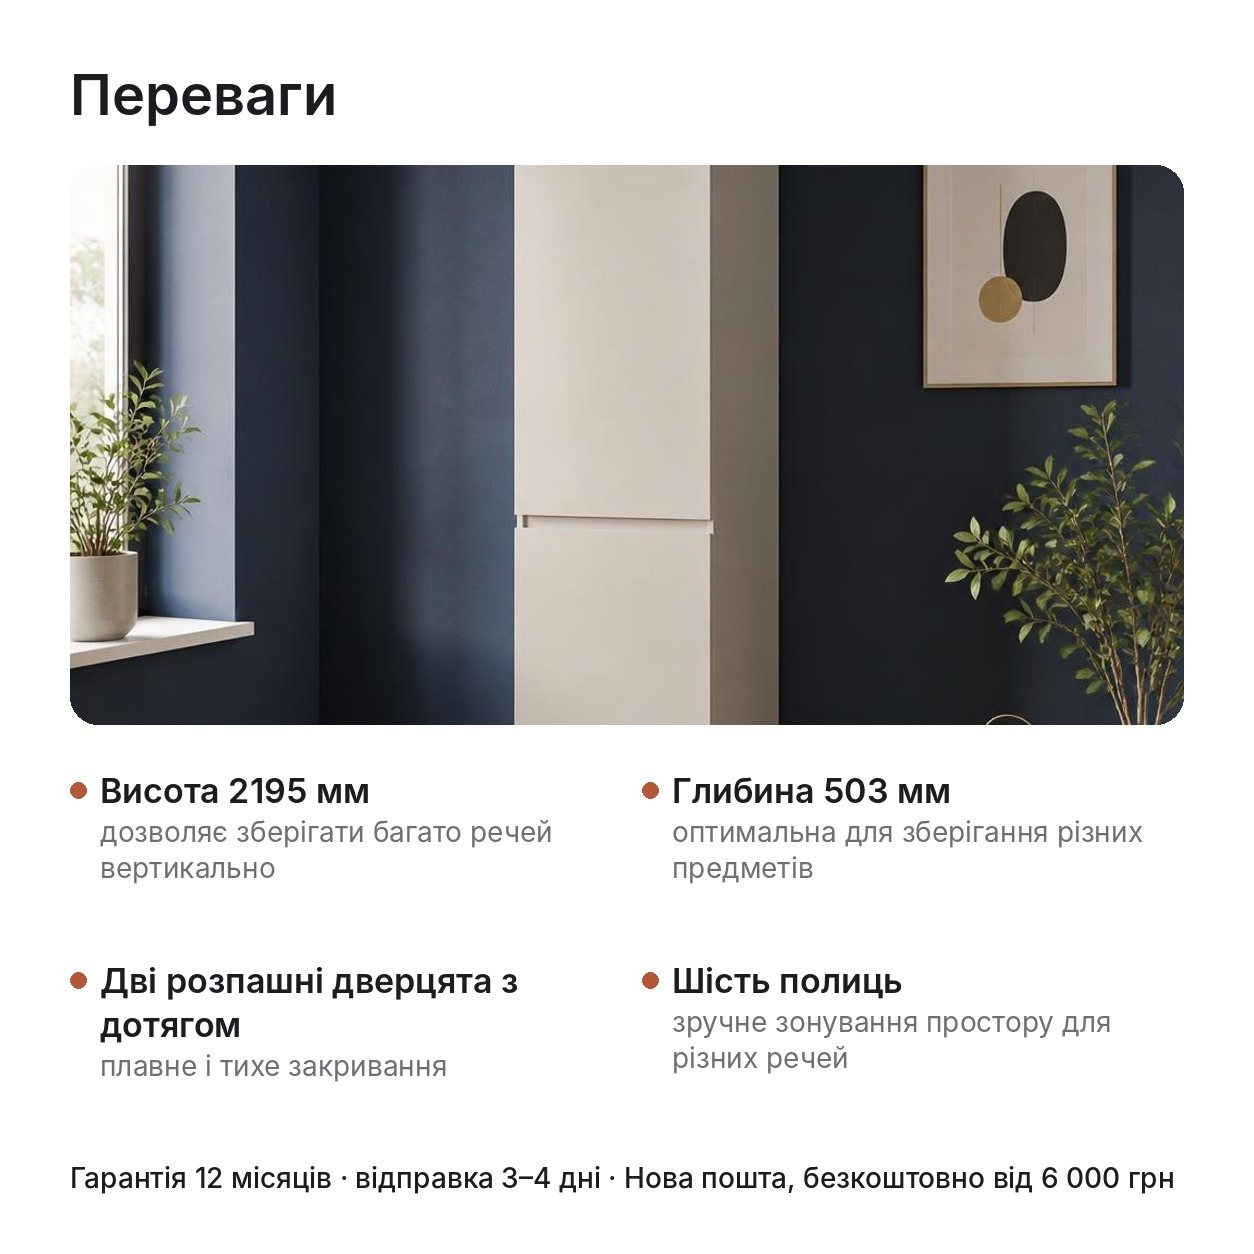 Переваги
Висота 2195 мм
дозволяє зберігати багато речей
вертикально
Глибина 503 мм
оптимальна для зберігання різних
предметів
Дві розпашні дверцята з
дотягом
плавне і тихе закривання
Шість полиць
зручне зонування простору для
різних речей
Гарантія 12 місяців · відправка 3–4 дні · Нова пошта, безкоштовно від 6 000 грн